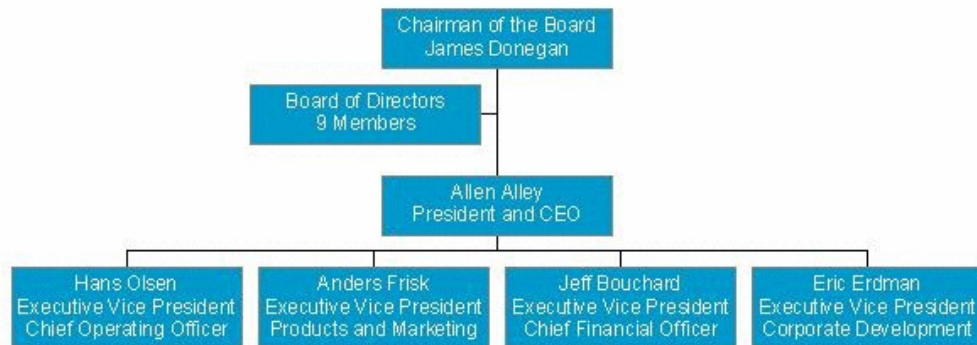 Chairman of the Board
James Donegan
Board of Directors
9 Members
Allen Alley
President and CEO
Hans Olsen
Executive Vice President
Chief Operating Officer
Anders Frisk
Executive Vice President
Products and Marketing
Jeff Bouchard
Executive Vice President
Chief Financial Officer
Eric Erdman
Executive Vice President
Corporate Development